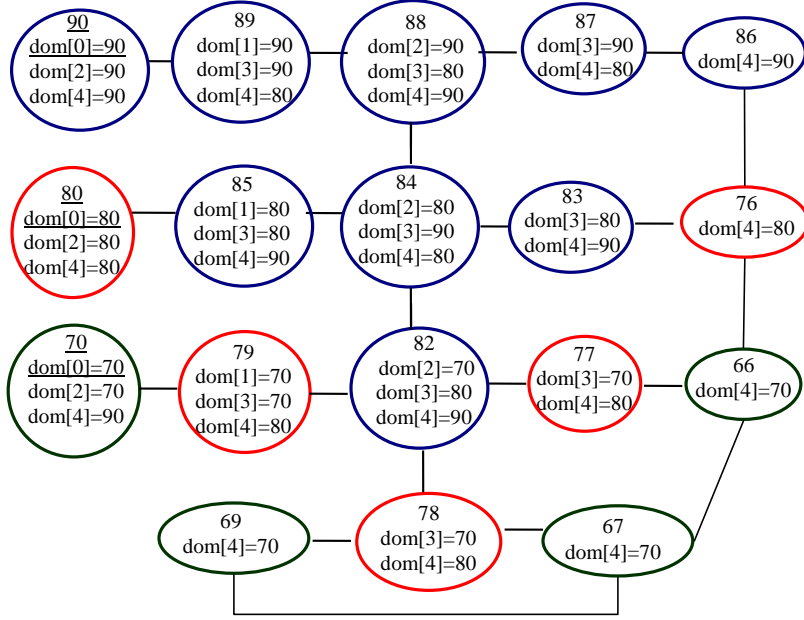 90
dom[0]=90
dom[2]=90
dom[4]=90
89
dom[1]=90
dom[3]=90
dom[4]=80
88
dom[2]=90
dom[3]=80
dom[4]=90
87
dom[3]=90
dom[4]=80
86
dom[4]=90
80
dom[0]=80
dom[2]=80
dom[4]=80
85
dom[1]=80
dom[3]=80
dom[4]=90
84
dom[2]=80
dom[3]=90
dom[4]=80
83
dom[3]=80
dom[4]=90
76
dom[4]=80
70
dom[0]=70
dom[2]=70
dom[4]=90
79
dom[1]=70
dom[3]=70
dom[4]=80
82
dom[2]=70
dom[3]=80
dom[4]=90
77
dom[3]=70
dom[4]=80
66
dom[4]=70
69
dom[4]=70
78
dom[3]=70
dom[4]=80
67
dom[4]=70